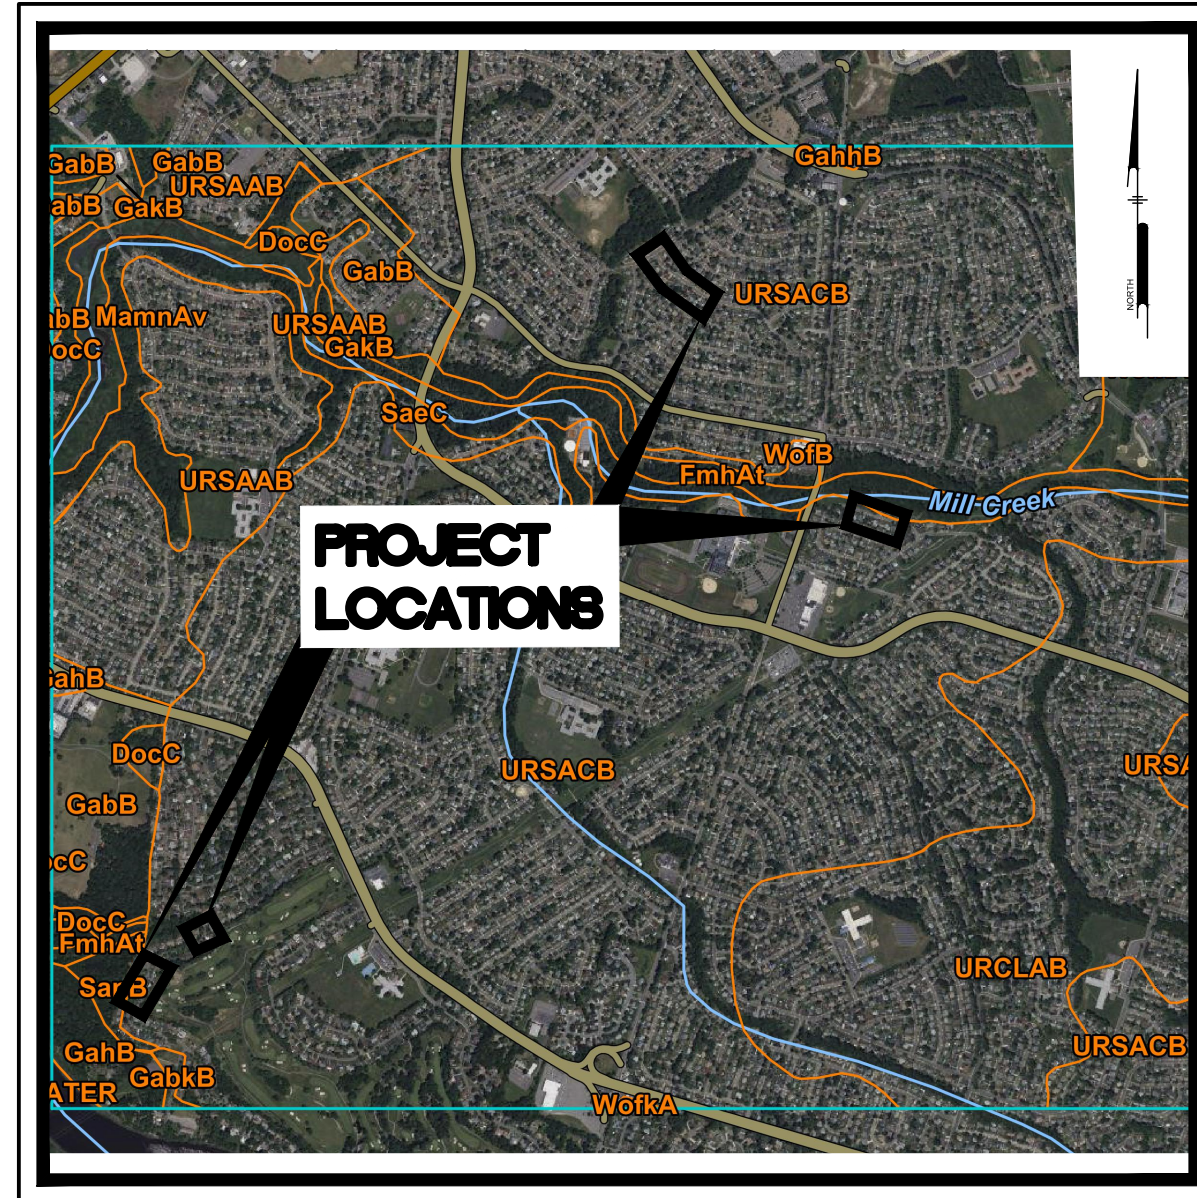 GahhB
GabB
GabB
URSAAB
abB
GakB
DocC
GabB
URSACB
NORTH
abB
MamnAv
URSAAB
GakB
ocC
SaeC
WofB
FmhAt
URSAAB
Mill Creek
PROJECT
LOCATIONS
GahB
DocC
URSACB
URSA
GabB
ocC
DocC
FmhAt
URCLAB
URSACB
GahB
GabkB
ATER
WofkA